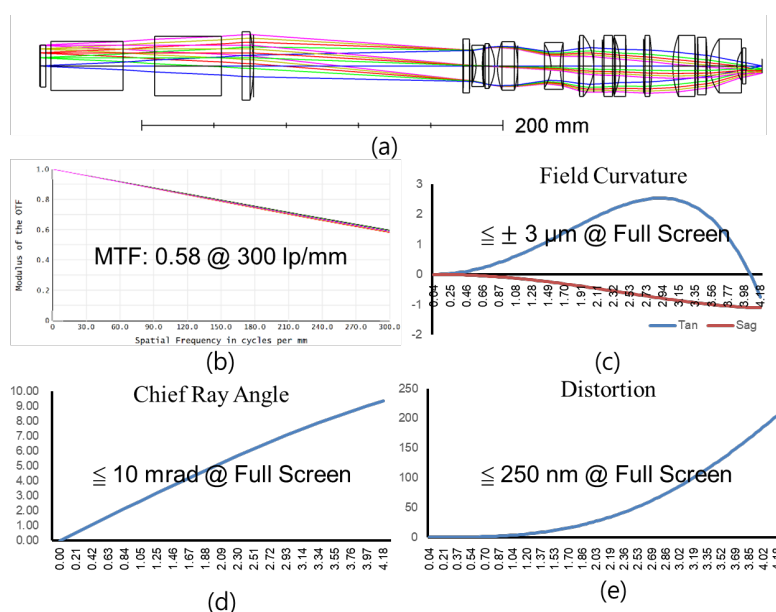 200 mm
(a)
Modulus of the OTF
1.0
0.8
0.6
0.4
0.2
0
MTF: 0.58 @ 300 lp/mm
0 30.0 60.0 90.0 120.0 150.0 180.0 210.0 240.0 270.0 300.0
Spatial Frequency in cycles per mm
(b)
Field Curvature
3
2
1
0
-1
-2
≦ ± 3 μm @ Full Screen
0.04 0.25 0.46 0.66 0.87 1.08 1.28 1.49 1.70 1.91 2.11 2.32 2.53 2.73 2.94 3.15 3.35 3.56 3.77 3.98 4.18
Tan Sag
(c)
Chief Ray Angle
10.00
9.00
8.00
7.00
6.00
5.00
4.00
3.00
2.00
1.00
0.00
≦ 10 mrad @ Full Screen
0.00 0.21 0.42 0.63 0.84 1.05 1.25 1.46 1.67 1.88 2.09 2.30 2.51 2.72 2.93 3.14 3.34 3.55 3.76 3.97 4.18
(d)
Distortion
250
200
150
100
50
0
≦ 250 nm @ Full Screen
0.04 0.21 0.37 0.54 0.70 0.87 1.04 1.20 1.37 1.53 1.70 1.86 2.03 2.19 2.36 2.53 2.69 2.86 3.02 3.19 3.35 3.52 3.69 3.85 4.02 4.18
(e)